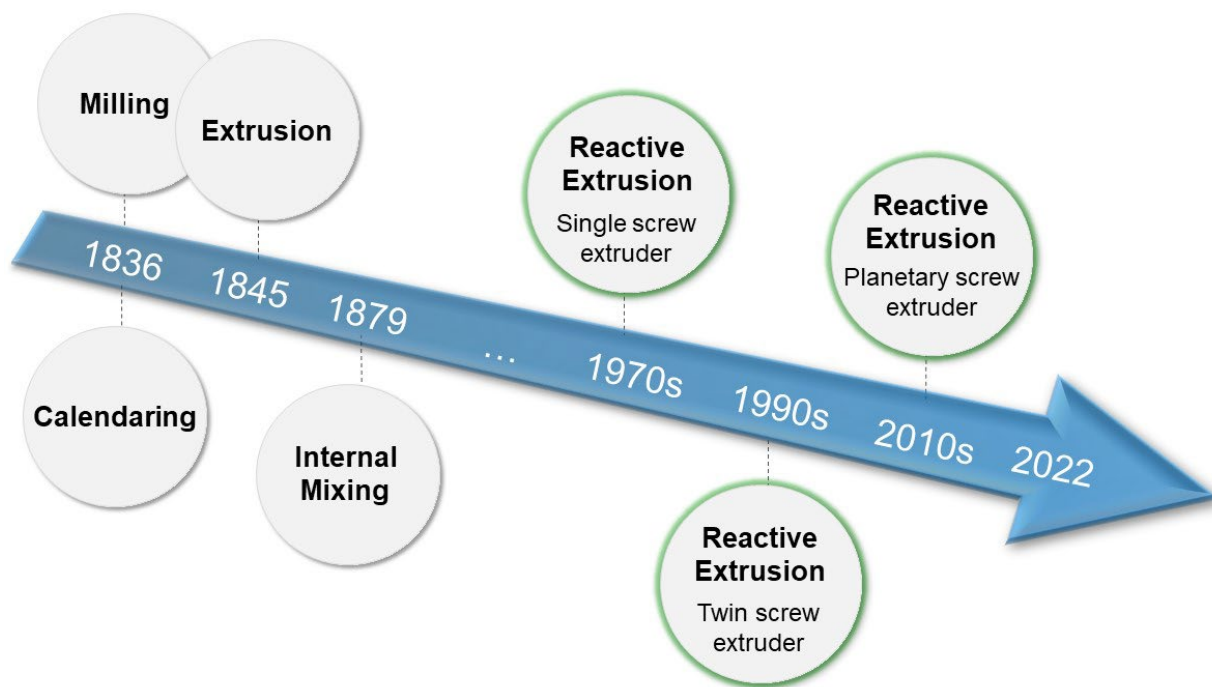 Milling
Extrusion
Reactive
Extrusion
Single screw
extruder
Reactive
Extrusion
Planetary screw
extruder
1836
1845
1879
...
1970s
1990s
2010s
2022
Calendaring
Internal
Mixing
Reactive
Extrusion
Twin screw
extruder